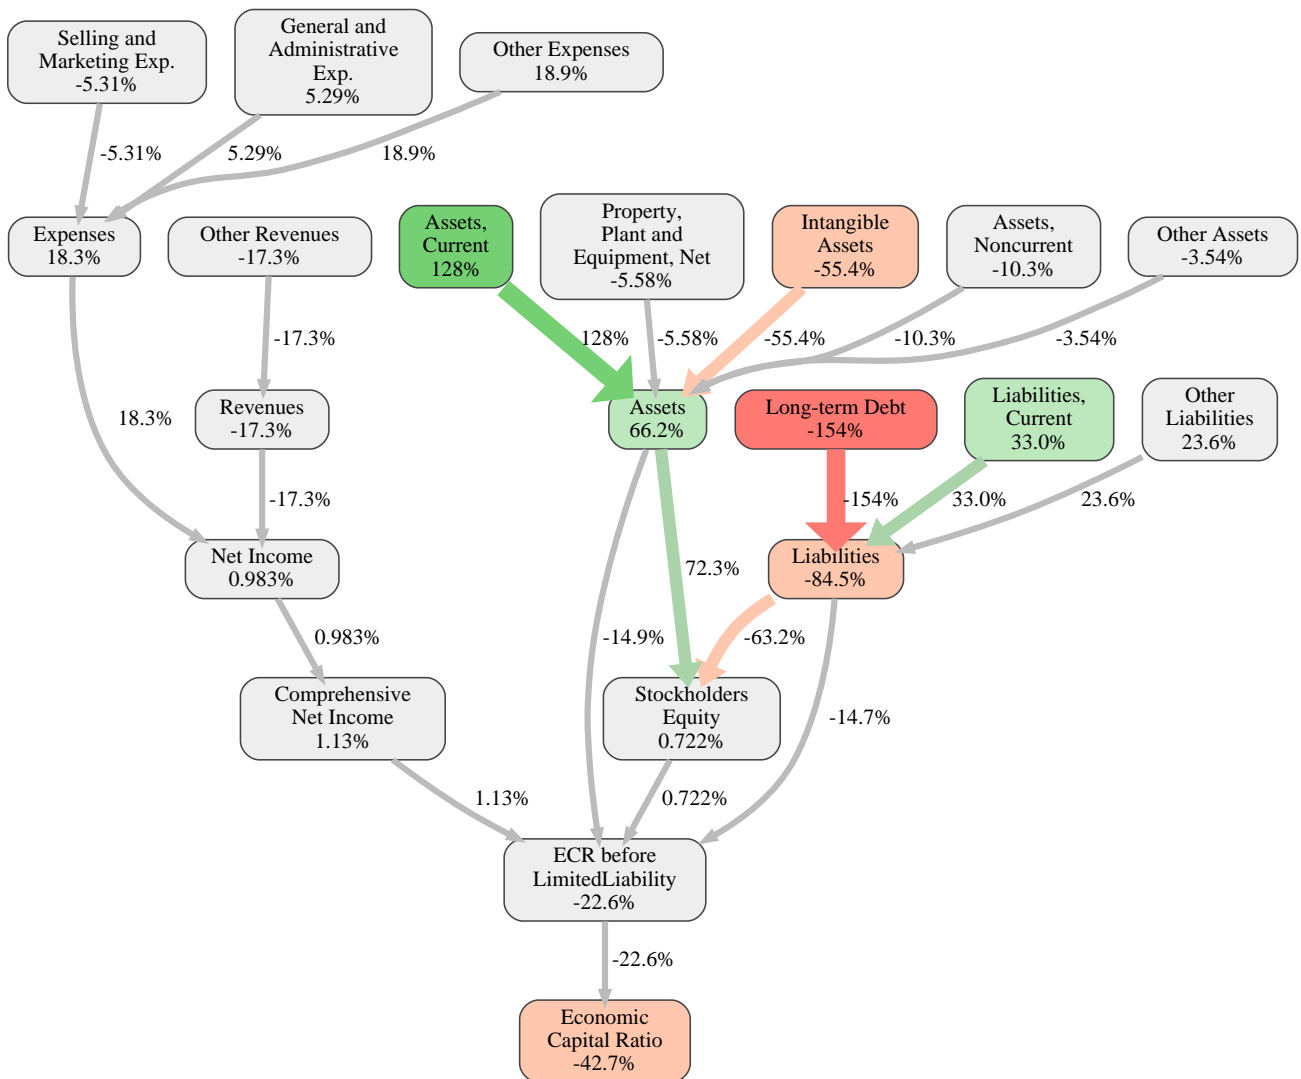 Selling and
Marketing Exp.
-5.31%
General and
Administrative
Exp.
5.29%
Other Expenses
18.9%
-5.31%
5.29%
18.9%
Expenses
18.3%
Other Revenues
-17.3%
Assets,
Current
128%
Property,
Plant and
Equipment, Net
-5.58%
Intangible
Assets
-55.4%
Assets,
Noncurrent
-10.3%
Other Assets
-3.54%
-17.3%
128%
-5.58%
-55.4%
-10.3%
-3.54%
18.3%
Revenues
-17.3%
Assets
66.2%
Long-term Debt
-154%
Liabilities,
Current
33.0%
Other
Liabilities
23.6%
-17.3%
-154%
33.0%
23.6%
Net Income
0.983%
72.3%
Liabilities
-84.5%
0.983%
-14.9%
-63.2%
Comprehensive
Net Income
1.13%
Stockholders
Equity
0.722%
-14.7%
1.13%
0.722%
ECR before
LimitedLiability
-22.6%
-22.6%
Economic
Capital Ratio
-42.7%